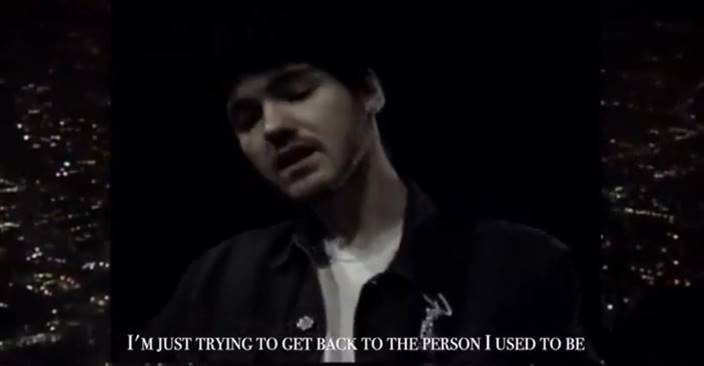 I'M JUST TRYING TO GET BACK TO THE PERSON I USED TO BE